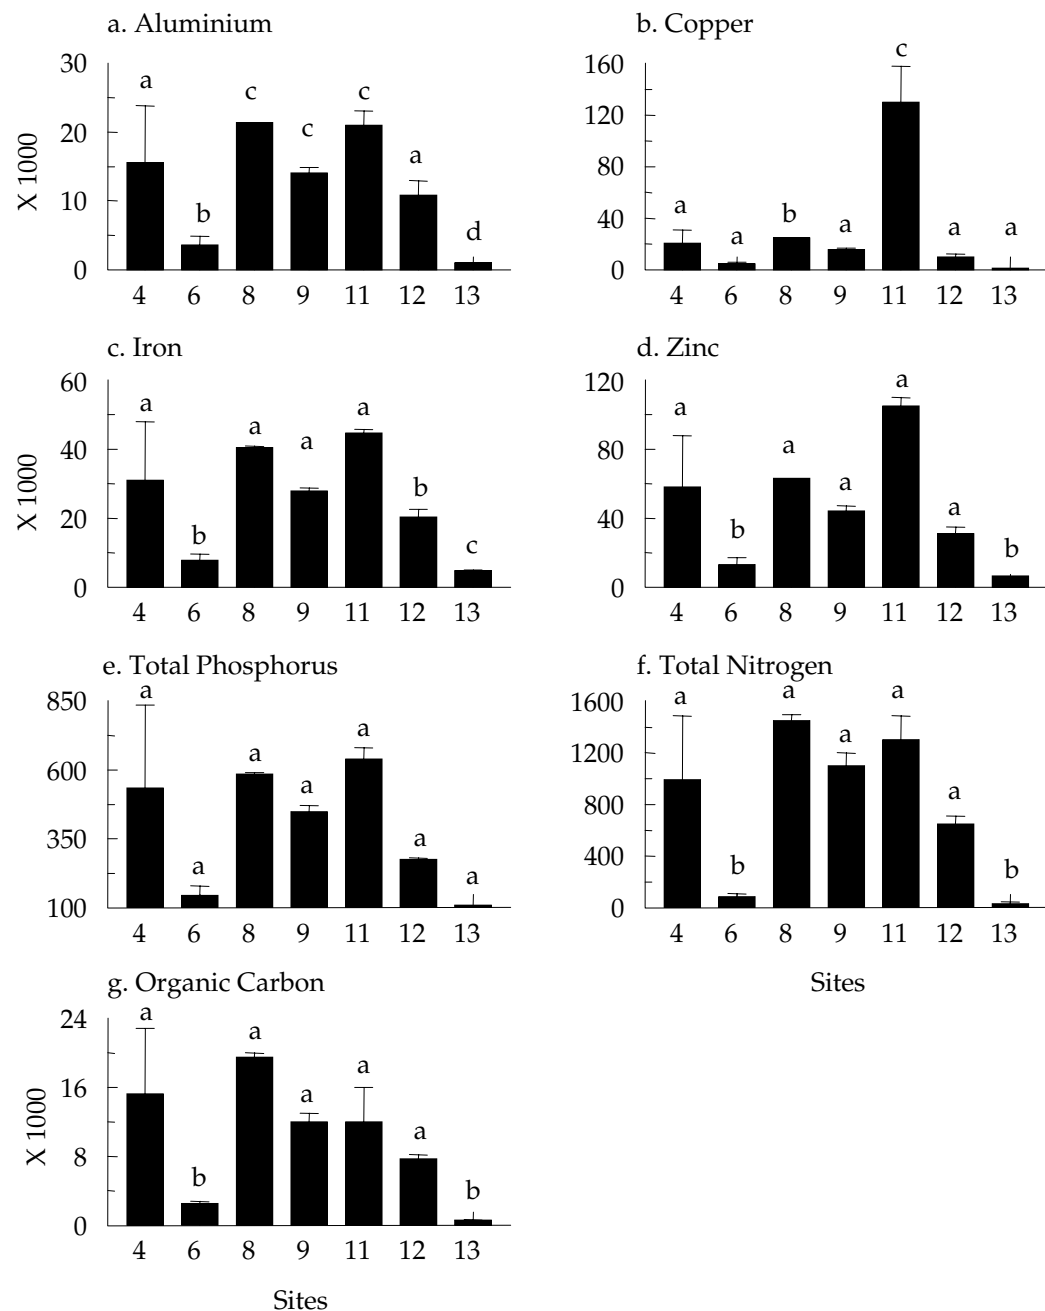 a. Aluminium
30
20
10
0
X 1000
a
b
c
c
c
a
d
4 6 8 9 11 12 13
b. Copper
160
120
80
40
0
a
a
b
a
c
a
a
4 6 8 9 11 12 13
c. Iron
60
40
20
0
X 1000
a
b
a
a
a
b
c
4 6 8 9 11 12 13
d. Zinc
120
80
40
0
a
b
a
a
a
a
b
4 6 8 9 11 12 13
e. Total Phosphorus
850
600
350
100
a
a
a
a
a
a
a
4 6 8 9 11 12 13
f. Total Nitrogen
1600
1200
800
400
0
a
b
a
a
a
a
b
4 6 8 9 11 12 13
Sites
g. Organic Carbon
24
16
8
0
X 1000
a
b
a
a
a
a
b
4 6 8 9 11 12 13
Sites